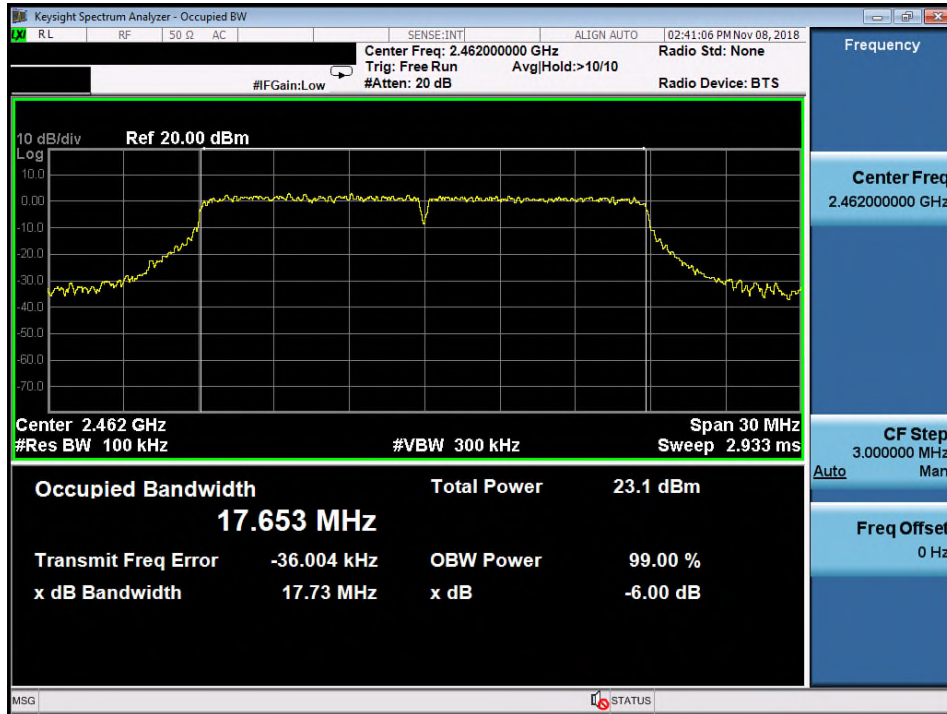 Keysight Spectrum Analyzer - Occupied BW
LXI RL RF 50 Ω AC SENSE:INT ALIGN AUTO 02:41:06 PM Nov 08, 2018
Center Freq: 2.462000000 GHz Radio Std: None
Trig: Free Run Avg|Hold:>10/10
#IFGain:Low #Atten: 20 dB Radio Device: BTS
Frequency
10 dB/div Ref 20.00 dBm
Log
10.0
0.00
-10.0
-20.0
-30.0
-40.0
-50.0
-60.0
-70.0
Center 2.462 GHz Span 30 MHz
#Res BW 100 kHz #VBW 300 kHz Sweep 2.933 ms
Center Freq
2.462000000 GHz
CF Step
3.000000 MHz
Auto Man
Freq Offset
0 Hz
Occupied Bandwidth Total Power 23.1 dBm
17.653 MHz
Transmit Freq Error -36.004 kHz OBW Power 99.00 %
x dB Bandwidth 17.73 MHz x dB -6.00 dB
MSG STATUS